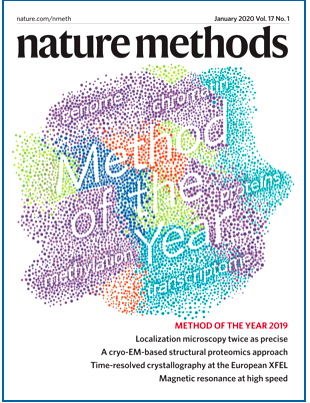 nature.com/nmeth
January 2020 Vol. 17 No. 1
nature methods
genome
chromatin
Method
of the
Year
proteins
methylation
transcriptome
METHOD OF THE YEAR 2019
Localization microscopy twice as precise
A cryo-EM-based structural proteomics approach
Time-resolved crystallography at the European XFEL
Magnetic resonance at high speed